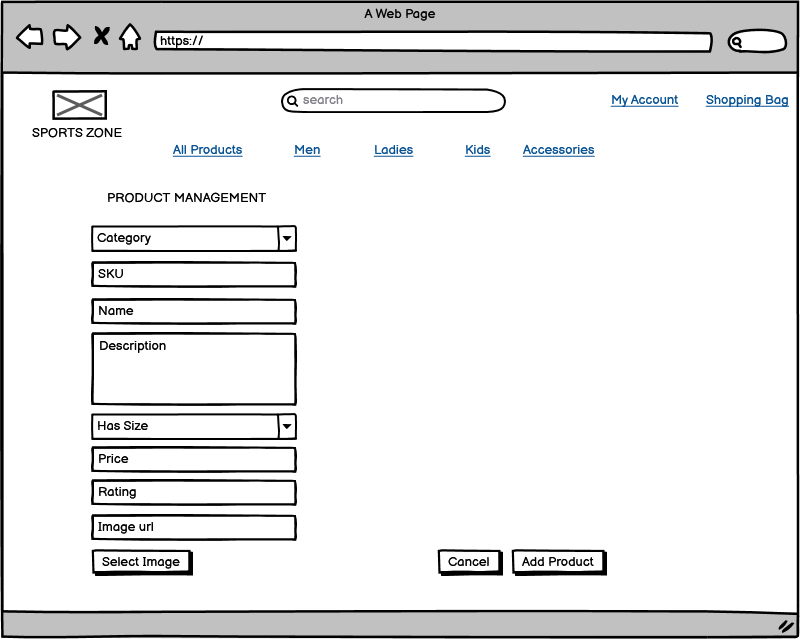 A Web Page
https://
search
My Account
Shopping Bag
SPORTS ZONE
All Products
Men
Ladies
Kids
Accessories
PRODUCT MANAGEMENT
Category
SKU
Name
Description
Has Size
Price
Rating
Image url
Select Image
Cancel
Add Product